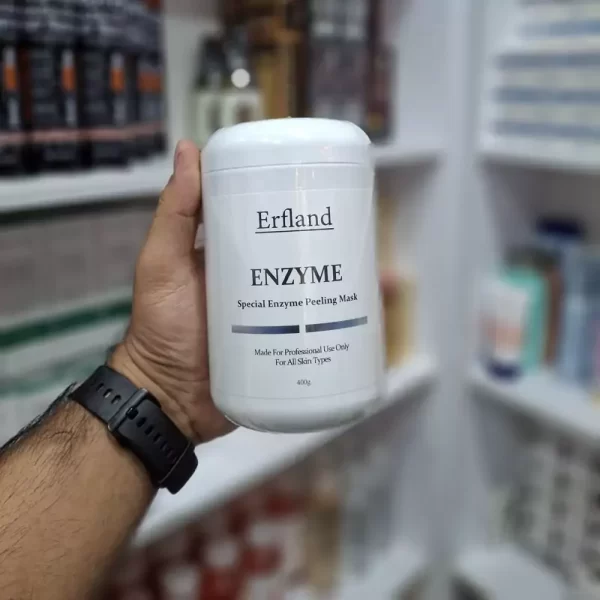 Erfland
ENZYME
Special Enzyme Peeling Mask
Made For Professional Use Only
For All Skin Types
400g